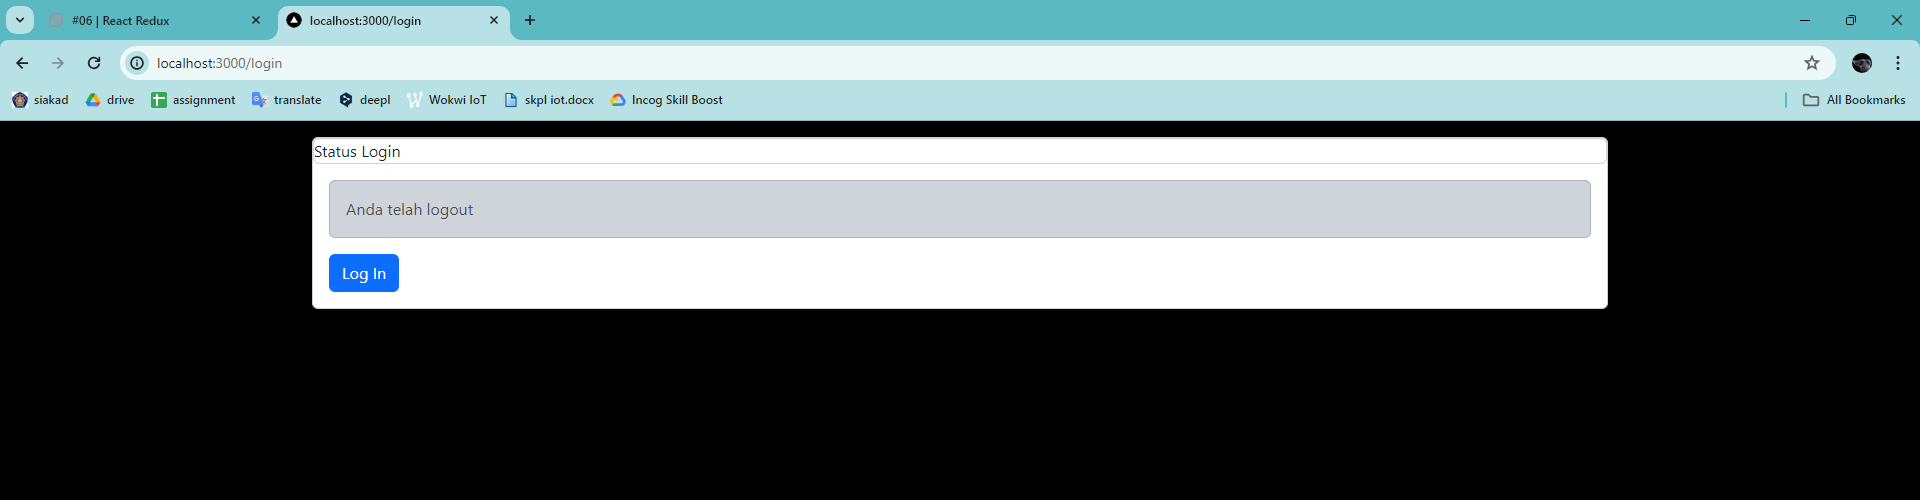 #06 | React Redux
localhost:3000/login
localhost:3000/login
siakad drive assignment translate deepl Wokwi IoT skpl iot.docx Incog Skill Boost All Bookmarks
Status Login
Anda telah logout
Log In